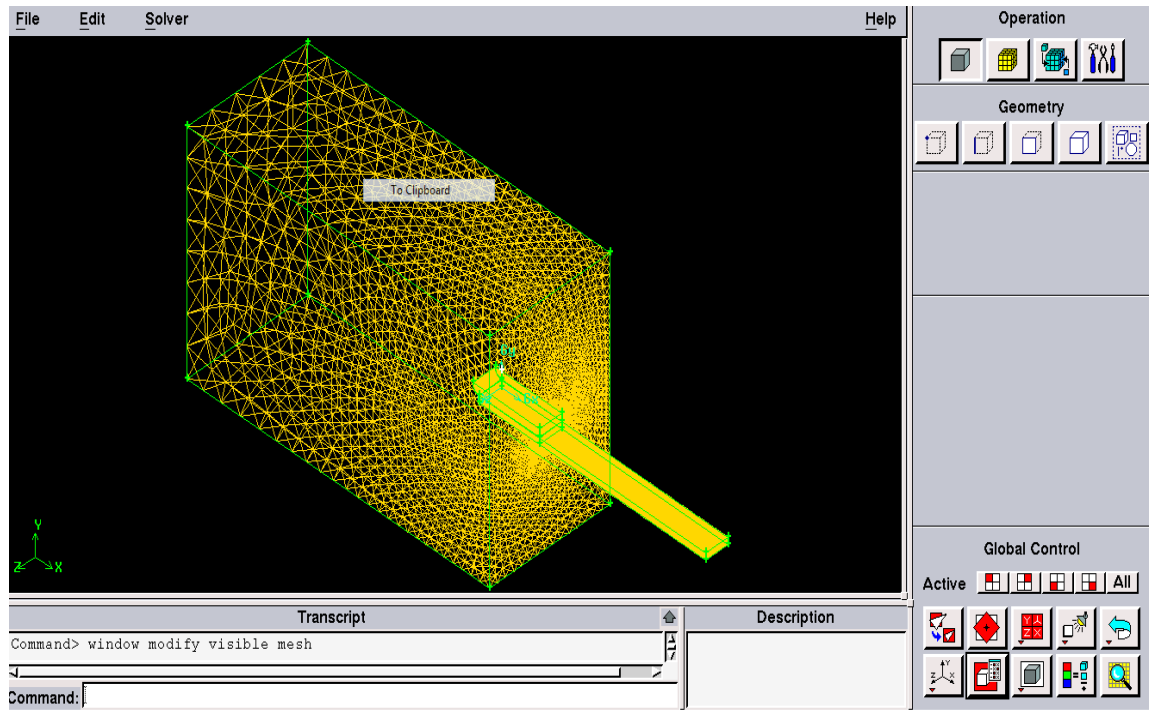 File Edit Solver Help
Operation
Geometry
To Clipboard
Y
Z X
Global Control
Active All
Transcript
Description
Command> window modify visible mesh
Command: